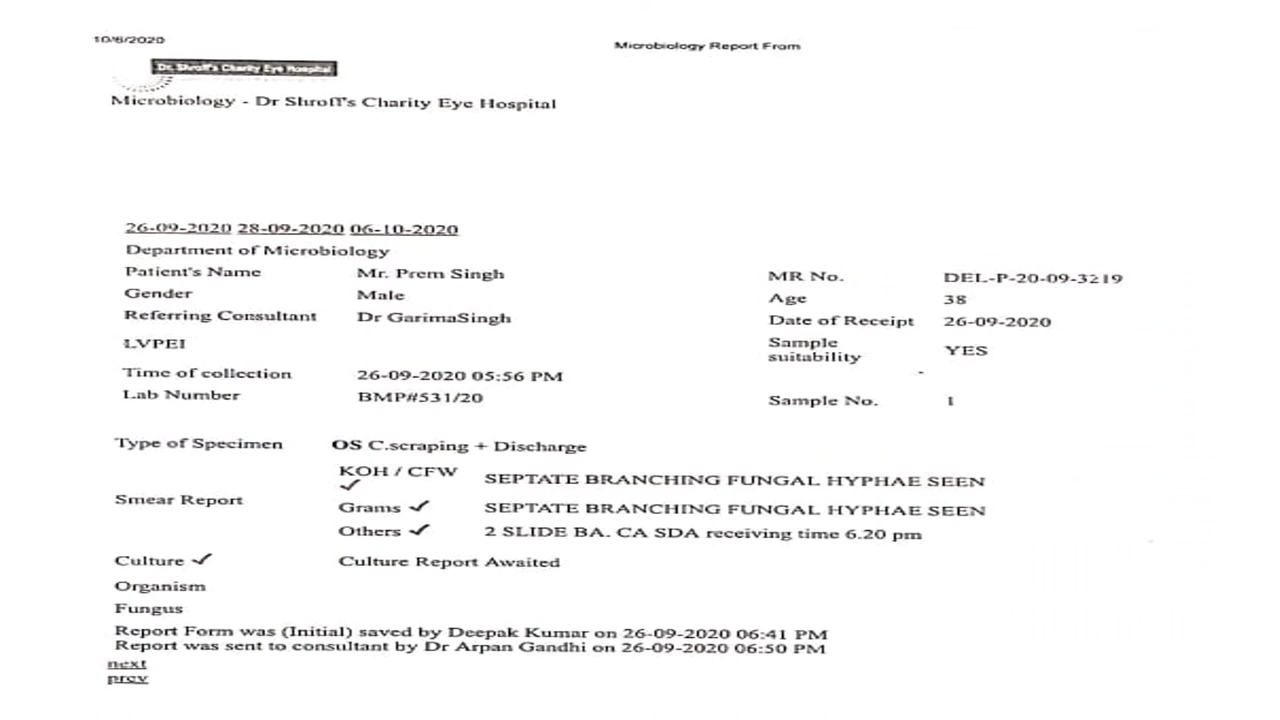 10/6/2020
Microbiology Report From
Dr. Shroff's Charity Eye Hospital
Microbiology - Dr Shroff's Charity Eye Hospital
26-09-2020 28-09-2020 06-10-2020
Department of Microbiology
Patient's Name Mr. Prem Singh MR No. DEL-P-20-09-3219
Gender Male Age 38
Referring Consultant Dr GarimaSingh Date of Receipt 26-09-2020
LVPEI Sample suitability YES
Time of collection 26-09-2020 05:56 PM
Lab Number BMP#531/20 Sample No. 1
Type of Specimen OS C.scraping + Discharge
KOH / CFW ✓ SEPTATE BRANCHING FUNGAL HYPHAE SEEN
Smear Report
Grams ✓ SEPTATE BRANCHING FUNGAL HYPHAE SEEN
Others ✓ 2 SLIDE BA. CA SDA receiving time 6.20 pm
Culture ✓ Culture Report Awaited
Organism
Fungus
Report Form was (Initial) saved by Deepak Kumar on 26-09-2020 06:41 PM
Report was sent to consultant by Dr Arpan Gandhi on 26-09-2020 06:50 PM
next
prev